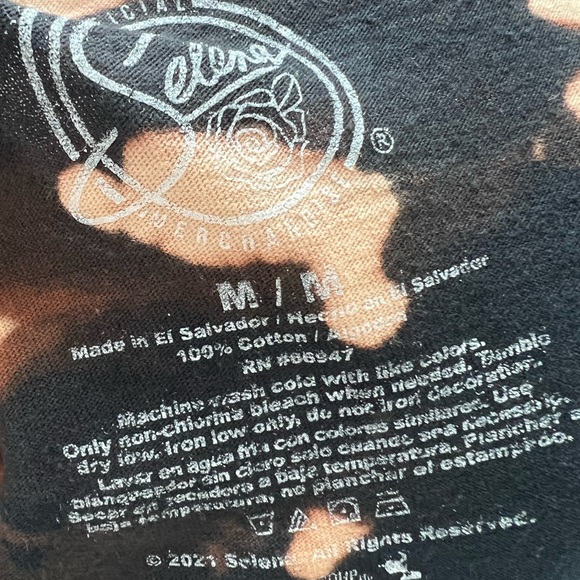 CIAL
Selena
®
MERCHANDISE
M / M
Made in El Salvador / Hecho en El Salvador
100% Cotton /
RN #66947
Machine wash cold with like colors.
Only non-chlorine bleach when needed. Tumble
dry low. Iron low only, do not iron decoration.
Lavar en agua fria con colores similares. Use
blanqueador sin cloro solo cuando sea necesario.
Secar en secadora a baja temperatura. Planchar a
baja temperatura, no planchar el estampado.
© 2021 Selena All Rights Reserved.